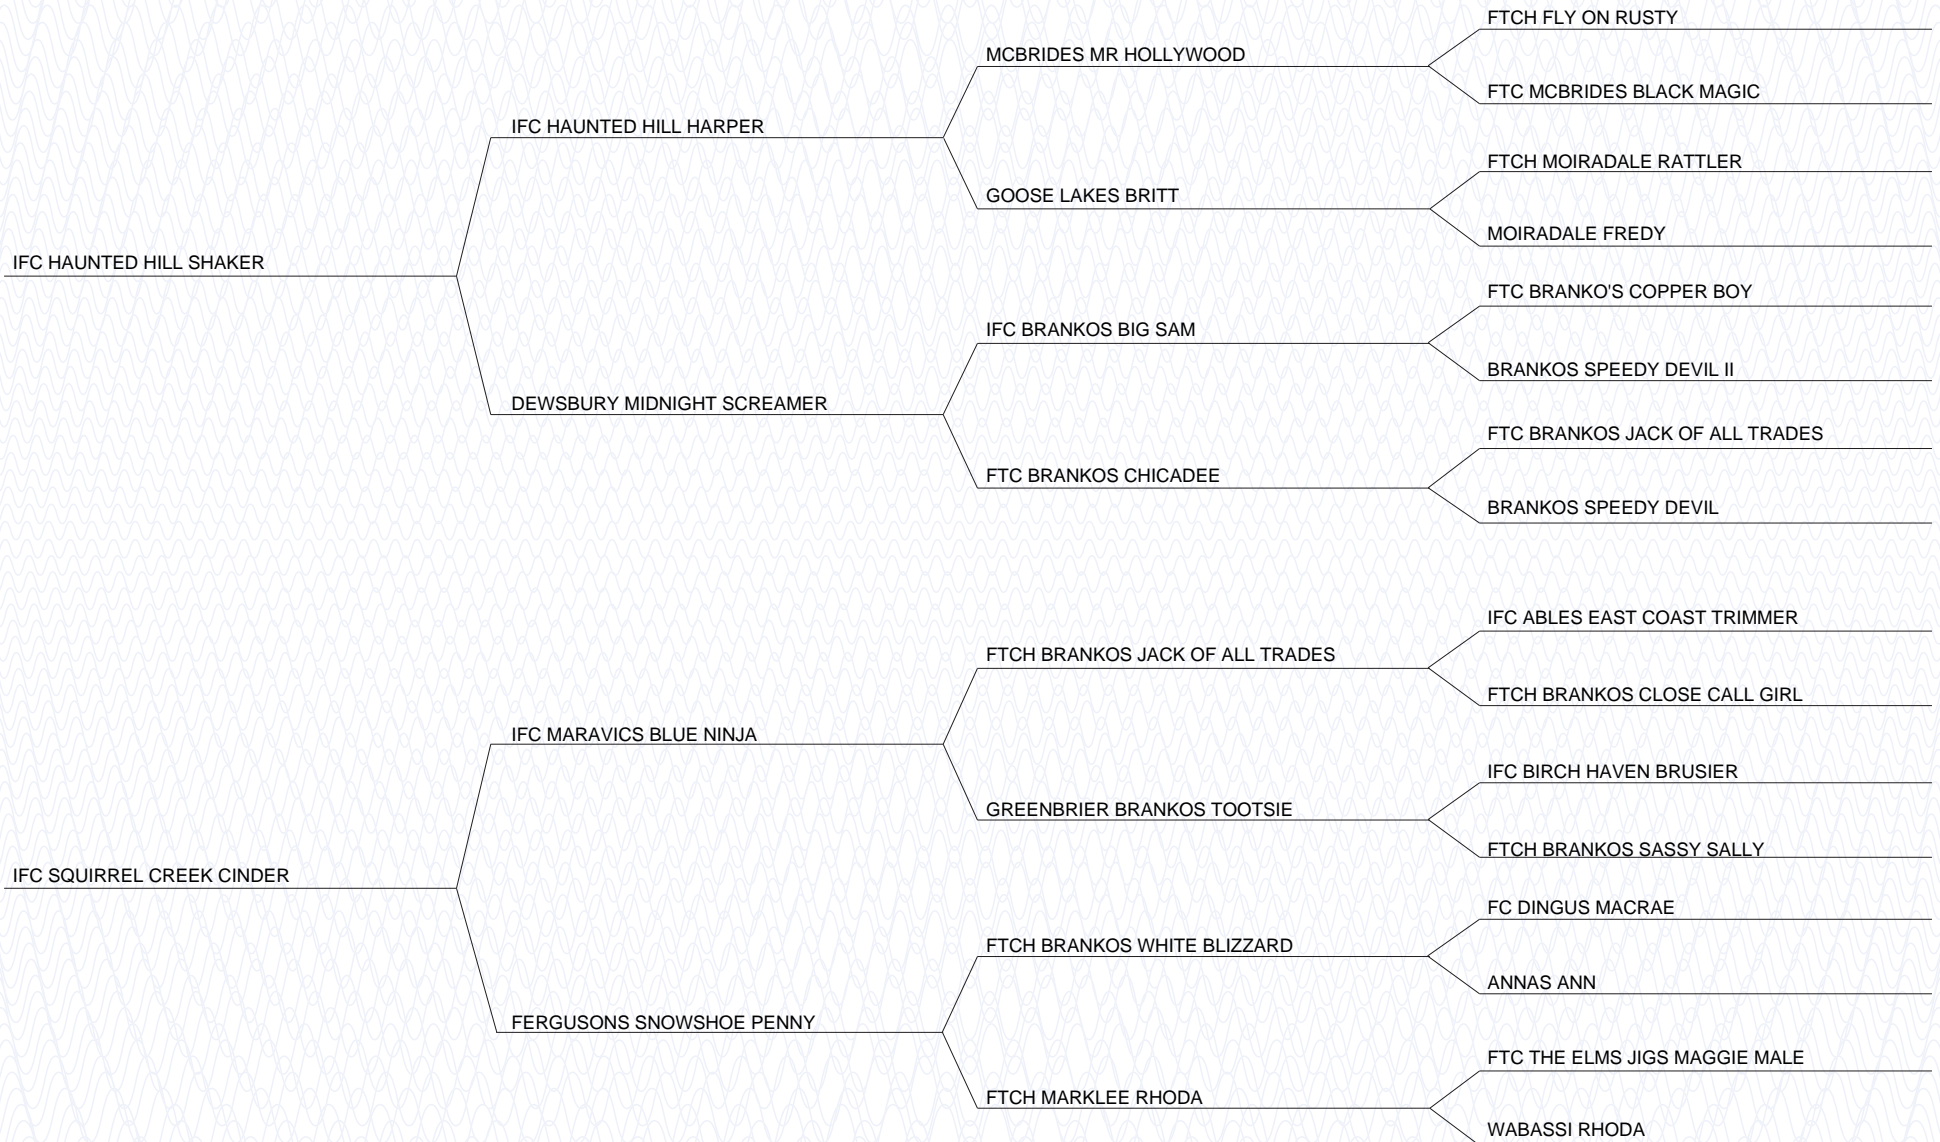 FTCH FLY ON RUSTY
MCBRIDES MR HOLLYWOOD
FTC MCBRIDES BLACK MAGIC
IFC HAUNTED HILL HARPER
FTCH MOIRADALE RATTLER
GOOSE LAKES BRITT
MOIRADALE FREDY
IFC HAUNTED HILL SHAKER
FTC BRANKO'S COPPER BOY
IFC BRANKOS BIG SAM
BRANKOS SPEEDY DEVIL II
DEWSBURY MIDNIGHT SCREAMER
FTC BRANKOS JACK OF ALL TRADES
FTC BRANKOS CHICADEE
BRANKOS SPEEDY DEVIL
IFC ABLES EAST COAST TRIMMER
FTCH BRANKOS JACK OF ALL TRADES
FTCH BRANKOS CLOSE CALL GIRL
IFC MARAVICS BLUE NINJA
IFC BIRCH HAVEN BRUSIER
GREENBRIER BRANKOS TOOTSIE
FTCH BRANKOS SASSY SALLY
IFC SQUIRREL CREEK CINDER
FC DINGUS MACRAE
FTCH BRANKOS WHITE BLIZZARD
ANNAS ANN
FERGUSONS SNOWSHOE PENNY
FTC THE ELMS JIGS MAGGIE MALE
FTCH MARKLEE RHODA
WABASSI RHODA